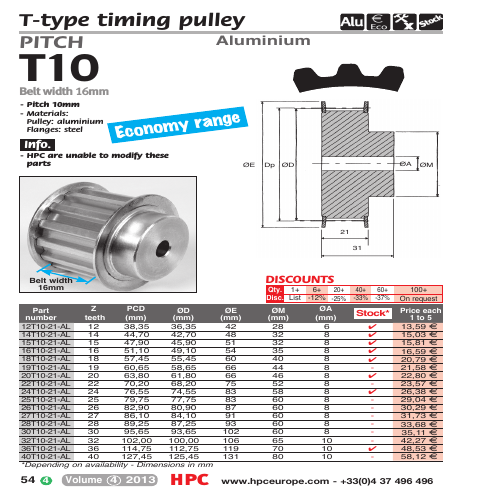 T-type timing pulley
Alu € Eco Stock
PITCH
Aluminium
T10
Belt width 16mm
- Pitch 10mm
- Materials:
Pulley: aluminium
Flanges: steel
Economy range
Info.
- HPC are unable to modify these
parts
ØE Dp ØD ØA ØM
21
31
Belt width
16mm
DISCOUNTS
Qty. 1+ 6+ 20+ 40+ 60+ 100+
Disc. List -12% -25% -33% -37% On request
Part number Z teeth PCD (mm) ØD (mm) ØE (mm) ØM (mm) ØA (mm) Stock* Price each 1 to 5
12T10-21-AL 12 38,35 36,35 42 28 6 ✓ 13,59 €
14T10-21-AL 14 44,70 42,70 48 32 8 ✓ 15,03 €
15T10-21-AL 15 47,90 45,90 51 32 8 ✓ 15,81 €
16T10-21-AL 16 51,10 49,10 54 35 8 ✓ 16,59 €
18T10-21-AL 18 57,45 55,45 60 40 8 ✓ 20,79 €
19T10-21-AL 19 60,65 58,65 66 44 8 - 21,58 €
20T10-21-AL 20 63,80 61,80 66 46 8 ✓ 22,80 €
22T10-21-AL 22 70,20 68,20 75 52 8 - 23,57 €
24T10-21-AL 24 76,55 74,55 83 58 8 ✓ 26,38 €
25T10-21-AL 25 79,75 77,75 83 60 8 - 29,04 €
26T10-21-AL 26 82,90 80,90 87 60 8 - 30,29 €
27T10-21-AL 27 86,10 84,10 91 60 8 - 31,73 €
28T10-21-AL 28 89,25 87,25 93 60 8 - 33,68 €
30T10-21-AL 30 95,65 93,65 102 60 8 - 35,11 €
32T10-21-AL 32 102,00 100,00 106 65 10 - 42,27 €
36T10-21-AL 36 114,75 112,75 119 70 10 ✓ 48,53 €
40T10-21-AL 40 127,45 125,45 131 80 10 - 58,12 €
*Depending on availability - Dimensions in mm
54 4 Volume 4 2013 HPC www.hpceurope.com - +33(0)4 37 496 496